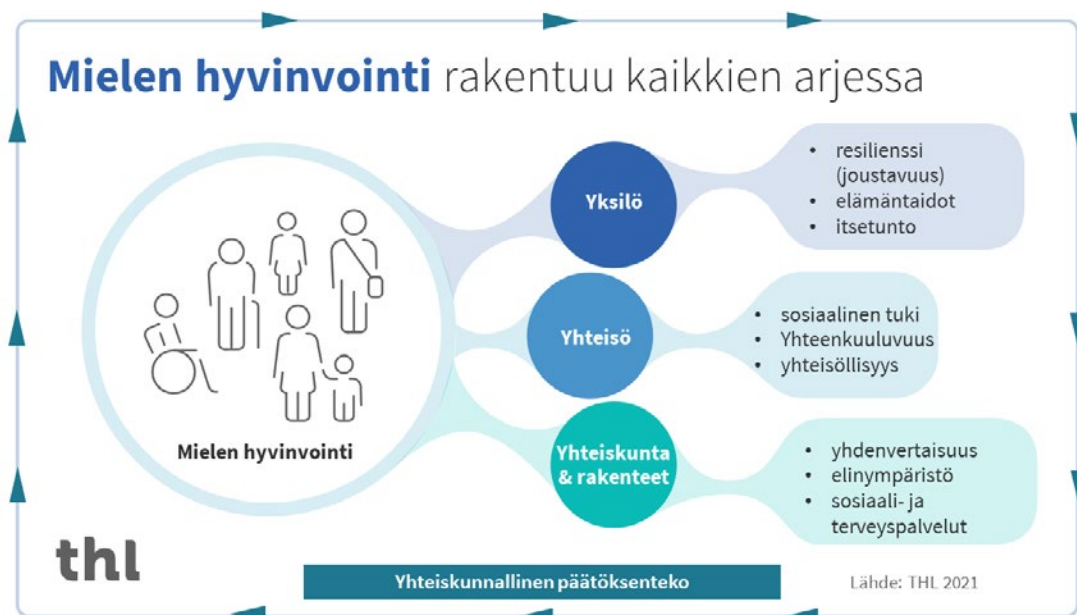 Mielen hyvinvointi rakentuu kaikkien arjessa
Mielen hyvinvointi
Yksilö
• resilienssi
(joustavuus)
• elämäntaidot
• itsetunto
Yhteisö
• sosiaalinen tuki
• Yhteenkuuluvuus
• yhteisöllisyys
Yhteiskunta
& rakenteet
• yhdenvertaisuus
• elinympäristö
• sosiaali- ja
terveyspalvelut
thl
Yhteiskunnallinen päätöksenteko
Lähde: THL 2021